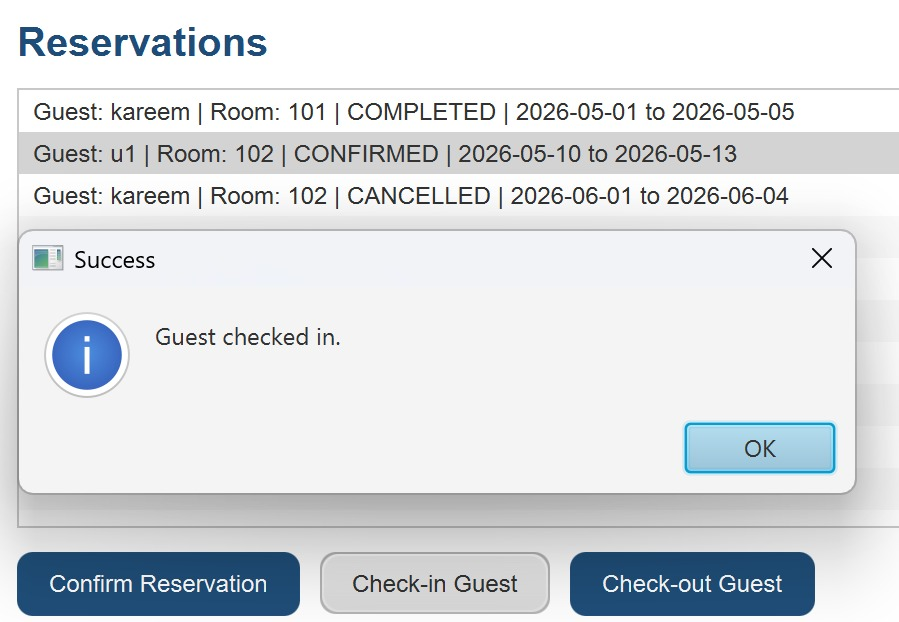 Reservations
Guest: kareem | Room: 101 | COMPLETED | 2026-05-01 to 2026-05-05
Guest: u1 | Room: 102 | CONFIRMED | 2026-05-10 to 2026-05-13
Guest: kareem | Room: 102 | CANCELLED | 2026-06-01 to 2026-06-04
Success
Guest checked in.
OK
Confirm Reservation
Check-in Guest
Check-out Guest